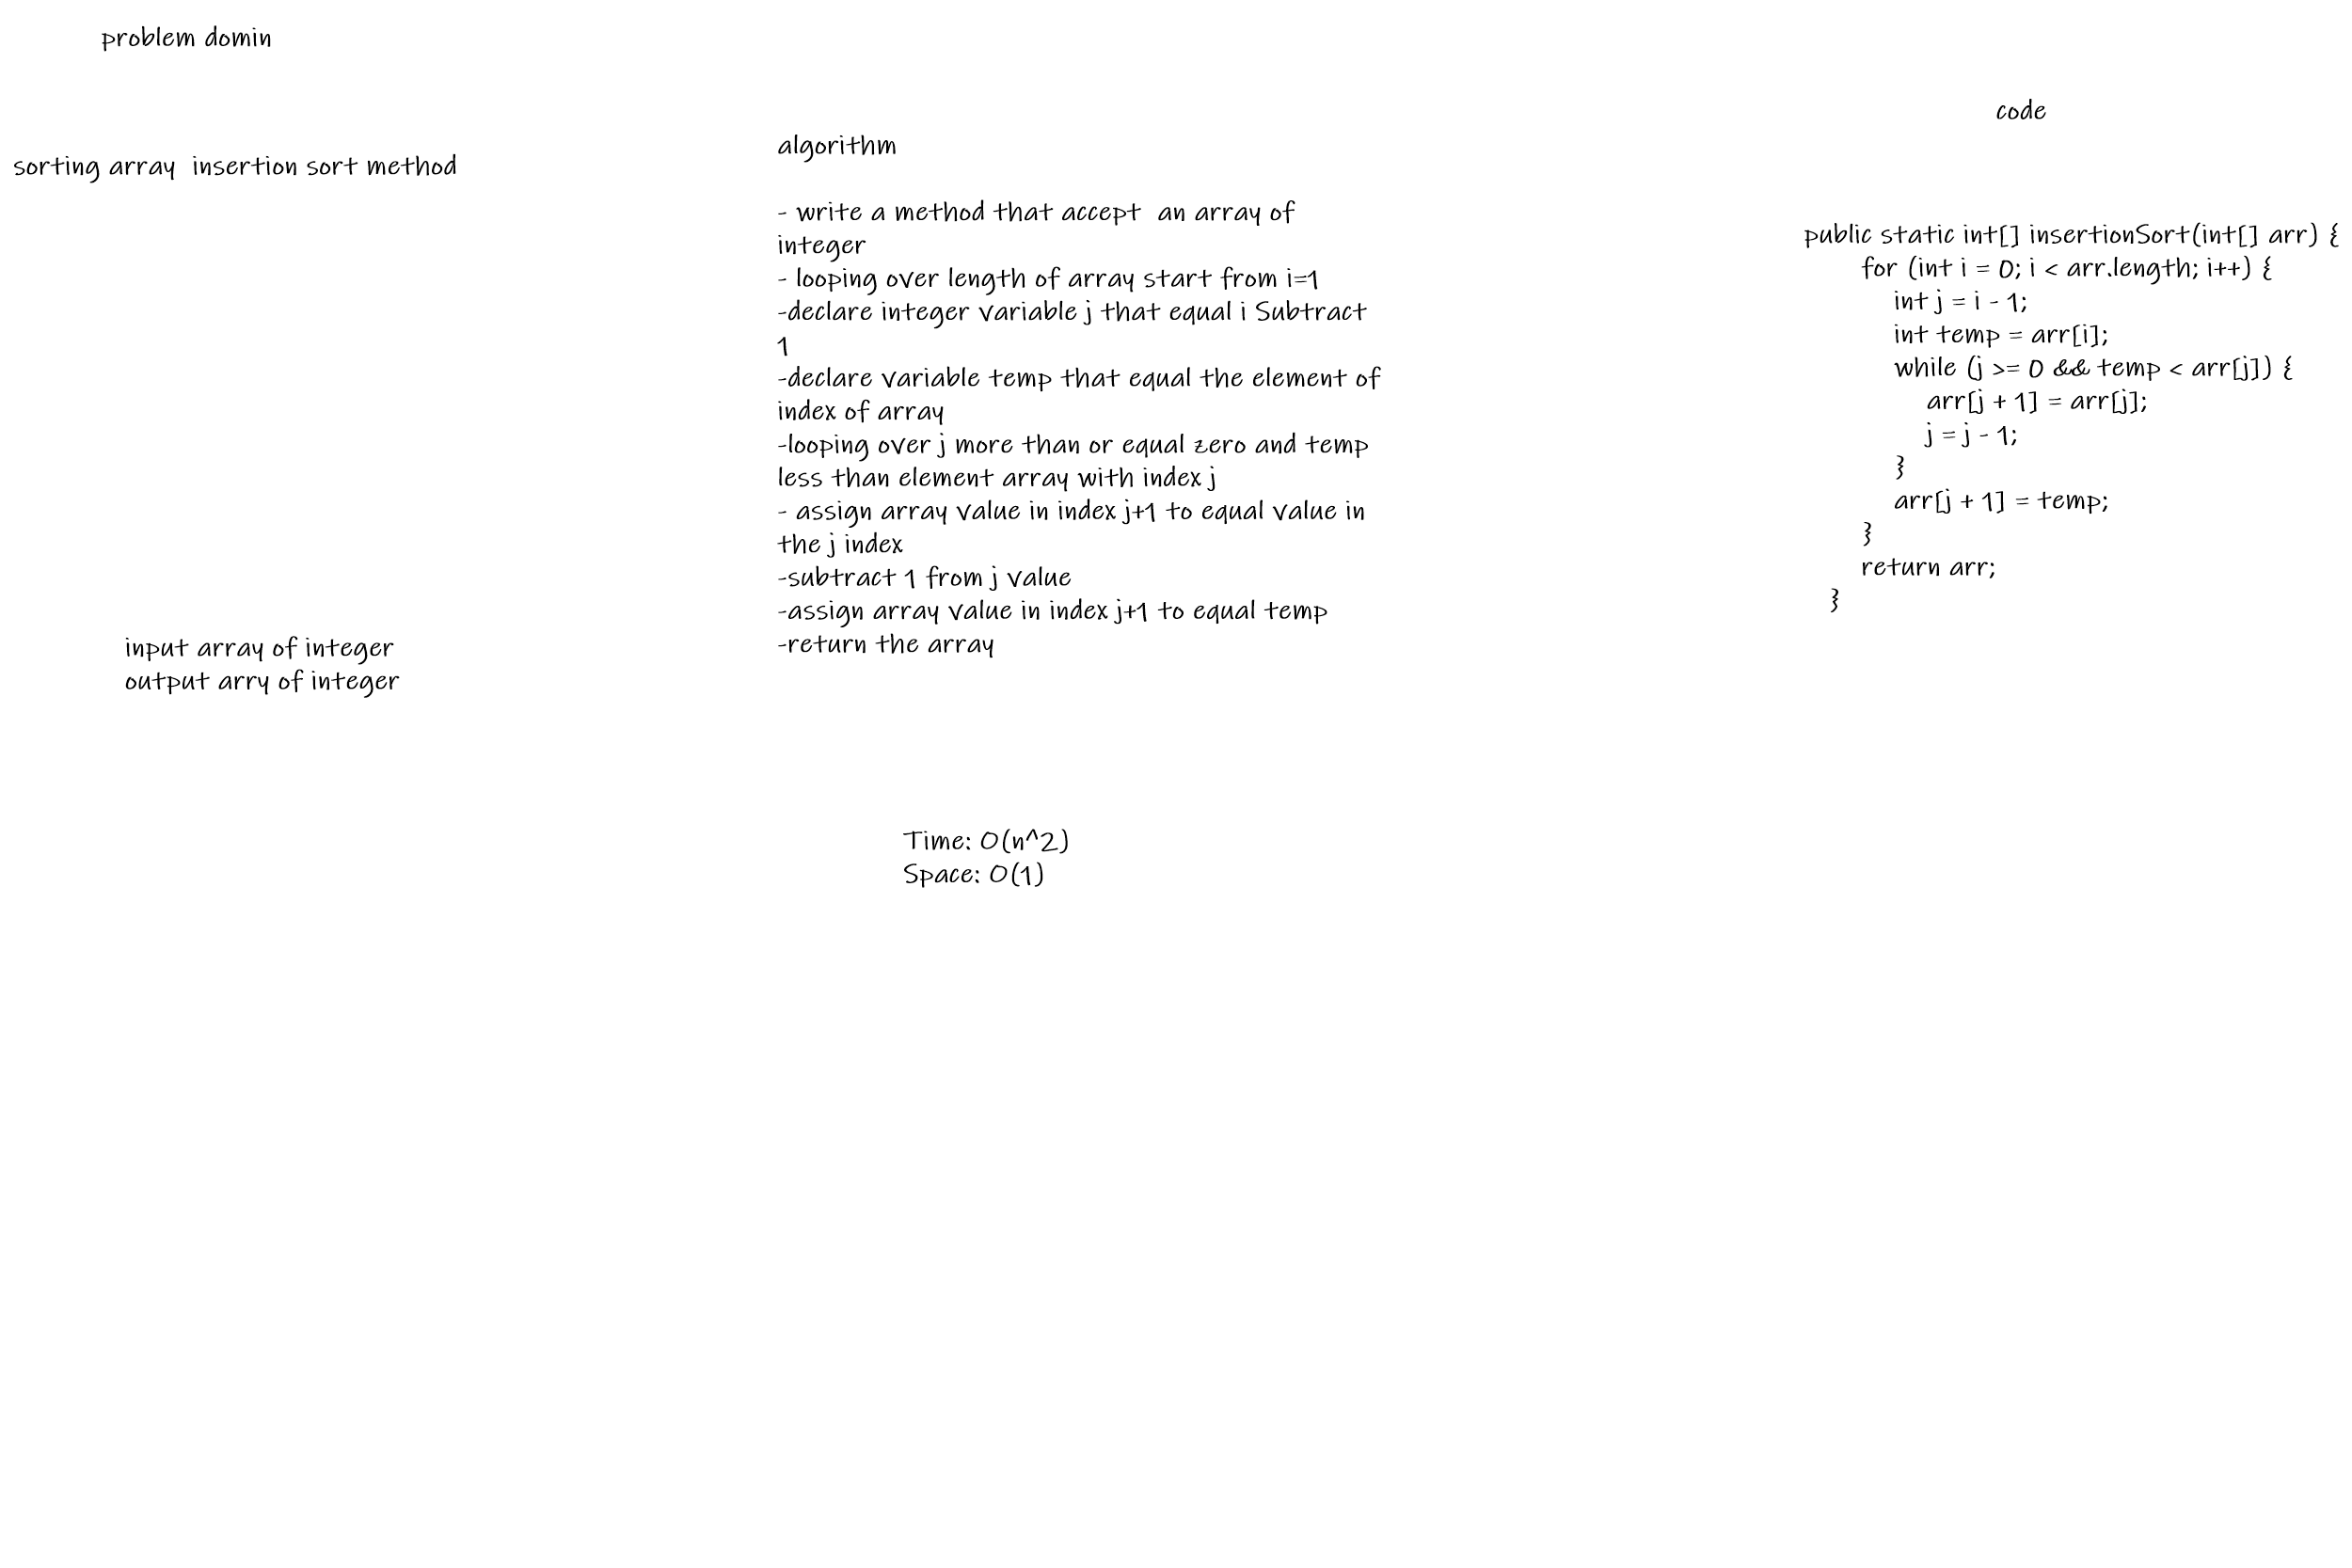 problem domin
sorting array  insertion sort method
input array of integer
output arry of integer
algorithm
- write a method that accept  an array of
integer
- looping over length of array start from i=1
-declare integer variable j that equal i Subtract
1
-declare variable temp that equal the element of
index of array
-looping over j more than or equal zero and temp
less than element array with index j
- assign array value in index j+1 to equal value in
the j index
-subtract 1 from j value
-assign array value in index j+1 to equal temp
-return the array
Time: O(n^2)
Space: O(1)
code
public static int[] insertionSort(int[] arr) {
for (int i = 0; i < arr.length; i++) {
int j = i - 1;
int temp = arr[i];
while (j >= 0 && temp < arr[j]) {
arr[j + 1] = arr[j];
j = j - 1;
}
arr[j + 1] = temp;
}
return arr;
}